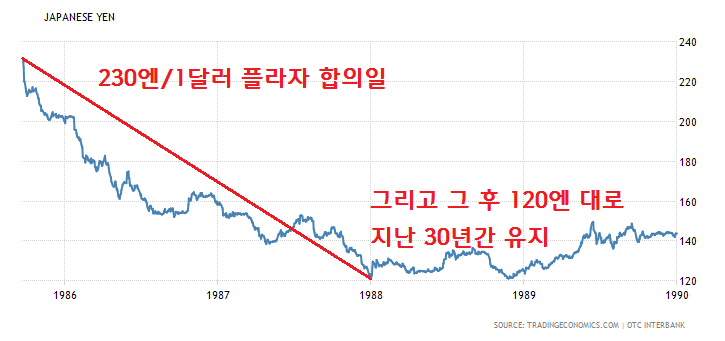 JAPANESE YEN
240
230엔/1달러 플라자 합의일
220
200
180
그리고 그 후 120엔 대로
160
지난 30년간 유지
140
120
1986 1987 1988 1989 1990
SOURCE: TRADINGECONOMICS.COM | OTC INTERBANK